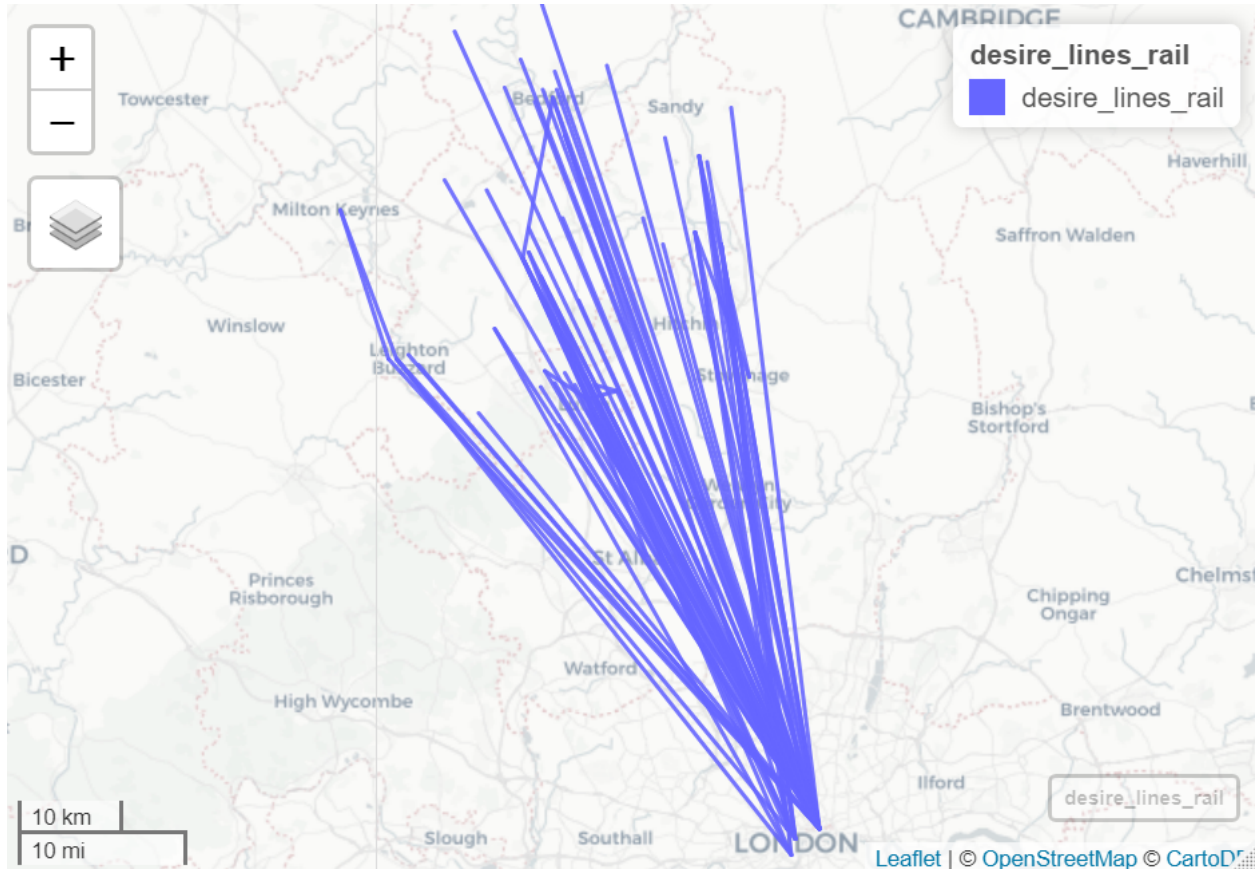 +
−
CAMBRIDGE
desire_lines_rail
desire_lines_rail
Towcester
Bedford
Sandy
Haverhill
Milton Keynes
Saffron Walden
Winslow
Leighton
Buzzard
Bicester
Bishop's
Stortford
D
Princes
Risborough
Chipping
Ongar
Watford
High Wycombe
Brentwood
Ilford
desire_lines_rail
10 km
10 mi
Slough
Southall
LONDON
Leaflet | © OpenStreetMap © CartoD